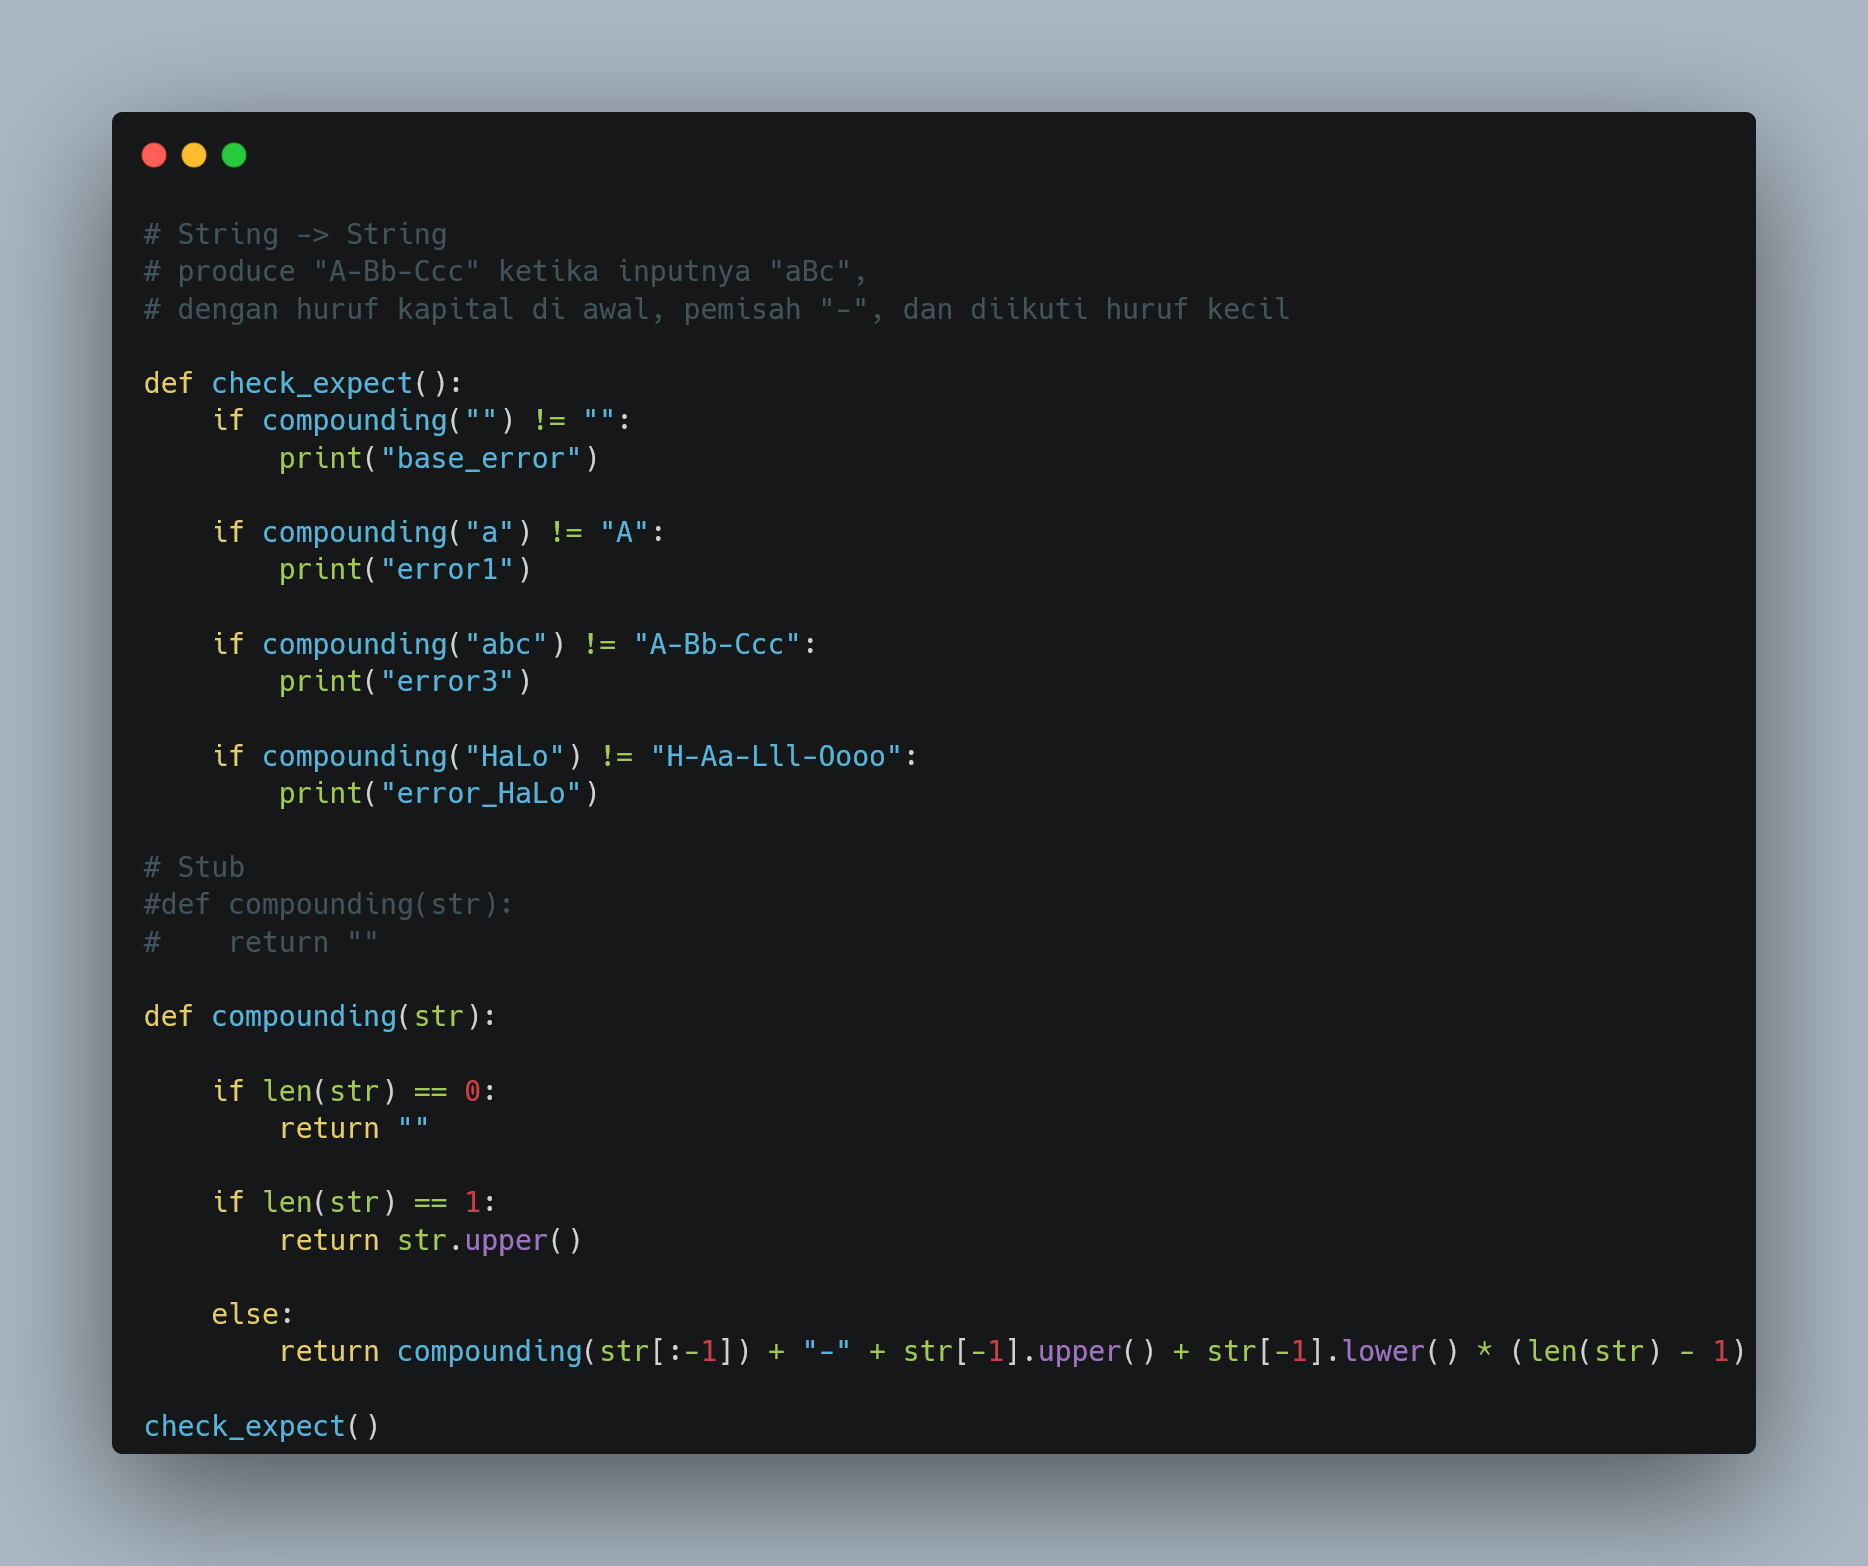 # String -> String
# produce "A-Bb-Ccc" ketika inputnya "aBc",
# dengan huruf kapital di awal, pemisah "-", dan diikuti huruf kecil

def check_expect():
    if compounding("") != "":
        print("base_error")

    if compounding("a") != "A":
        print("error1")

    if compounding("abc") != "A-Bb-Ccc":
        print("error3")

    if compounding("HaLo") != "H-Aa-Lll-Oooo":
        print("error_HaLo")

# Stub
#def compounding(str):
#    return ""

def compounding(str):

    if len(str) == 0:
        return ""

    if len(str) == 1:
        return str.upper()

    else:
        return compounding(str[:-1]) + "-" + str[-1].upper() + str[-1].lower() * (len(str) - 1)

check_expect()